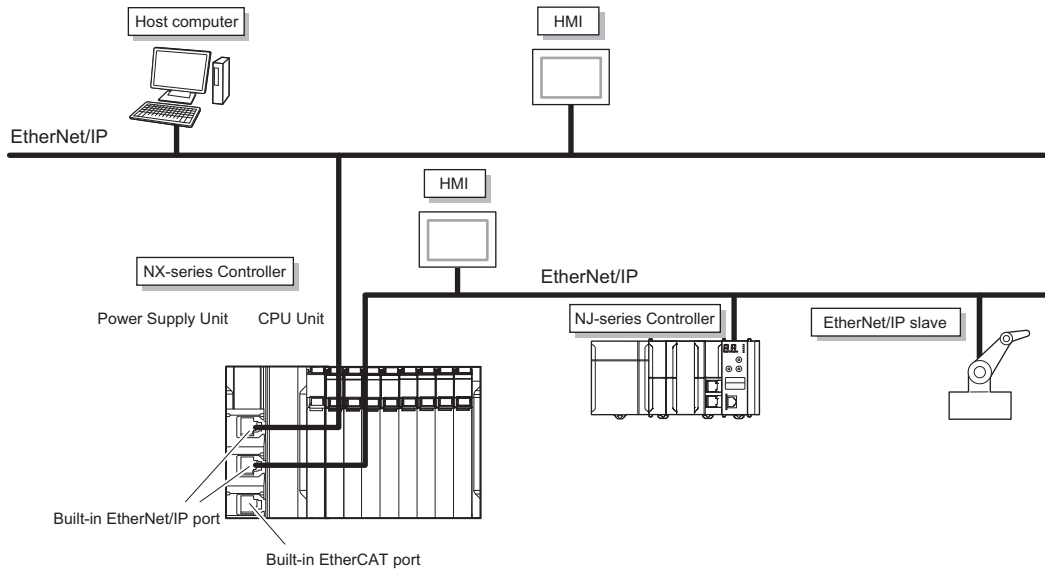 Host computer
HMI
EtherNet/IP
HMI
NX-series Controller
EtherNet/IP
Power Supply Unit
CPU Unit
NJ-series Controller
EtherNet/IP slave
Built-in EtherNet/IP port
Built-in EtherCAT port